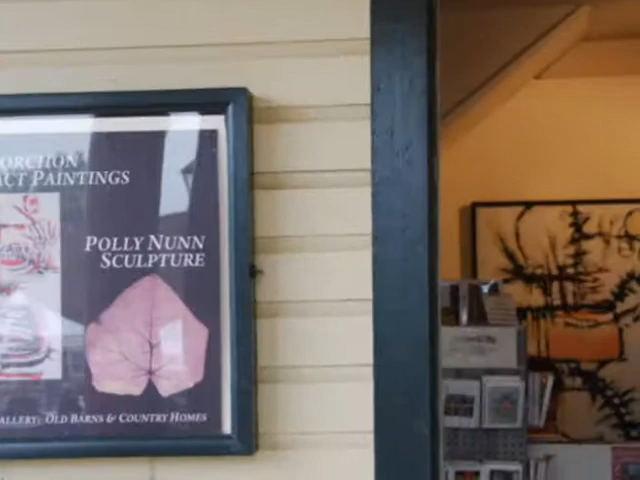 ORCHON
ACT PAINTINGS
POLLY NUNN
SCULPTURE
ALLERY: OLD BARNS & COUNTRY HOMES